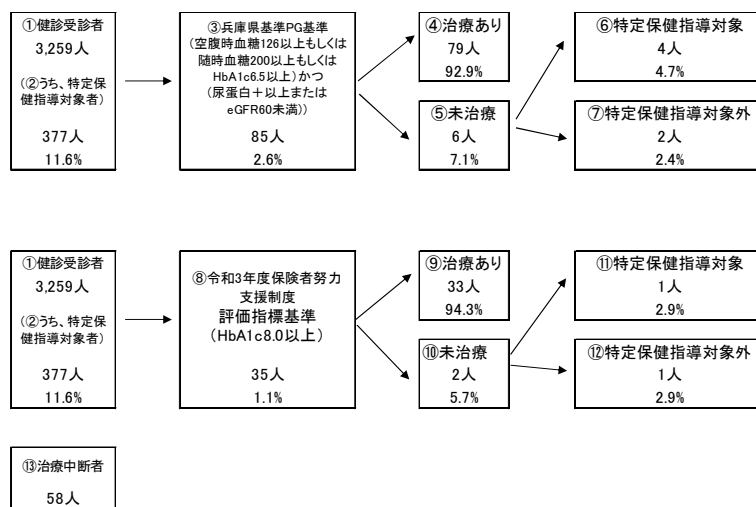 ①健診受診者
3,259人
(②うち、特定保
健指導対象者)
377人
11.6%
③兵庫県基準PG基準
(空腹時血糖126以上もしくは
随時血糖200以上もしくは
HbA1c6.5以上)かつ
(尿蛋白+以上または
eGFR60未満))
85人
2.6%
④治療あり
79人
92.9%
⑤未治療
6人
7.1%
⑥特定保健指導対象
4人
4.7%
⑦特定保健指導対象外
2人
2.4%
①健診受診者
3,259人
(②うち、特定保
健指導対象者)
377人
11.6%
⑧令和3年度保険者努力
支援制度
評価指標基準
(HbA1c8.0以上)
35人
1.1%
⑨治療あり
33人
94.3%
⑩未治療
2人
5.7%
⑪特定保健指導対象
1人
2.9%
⑫特定保健指導対象外
1人
2.9%
⑬治療中断者
58人